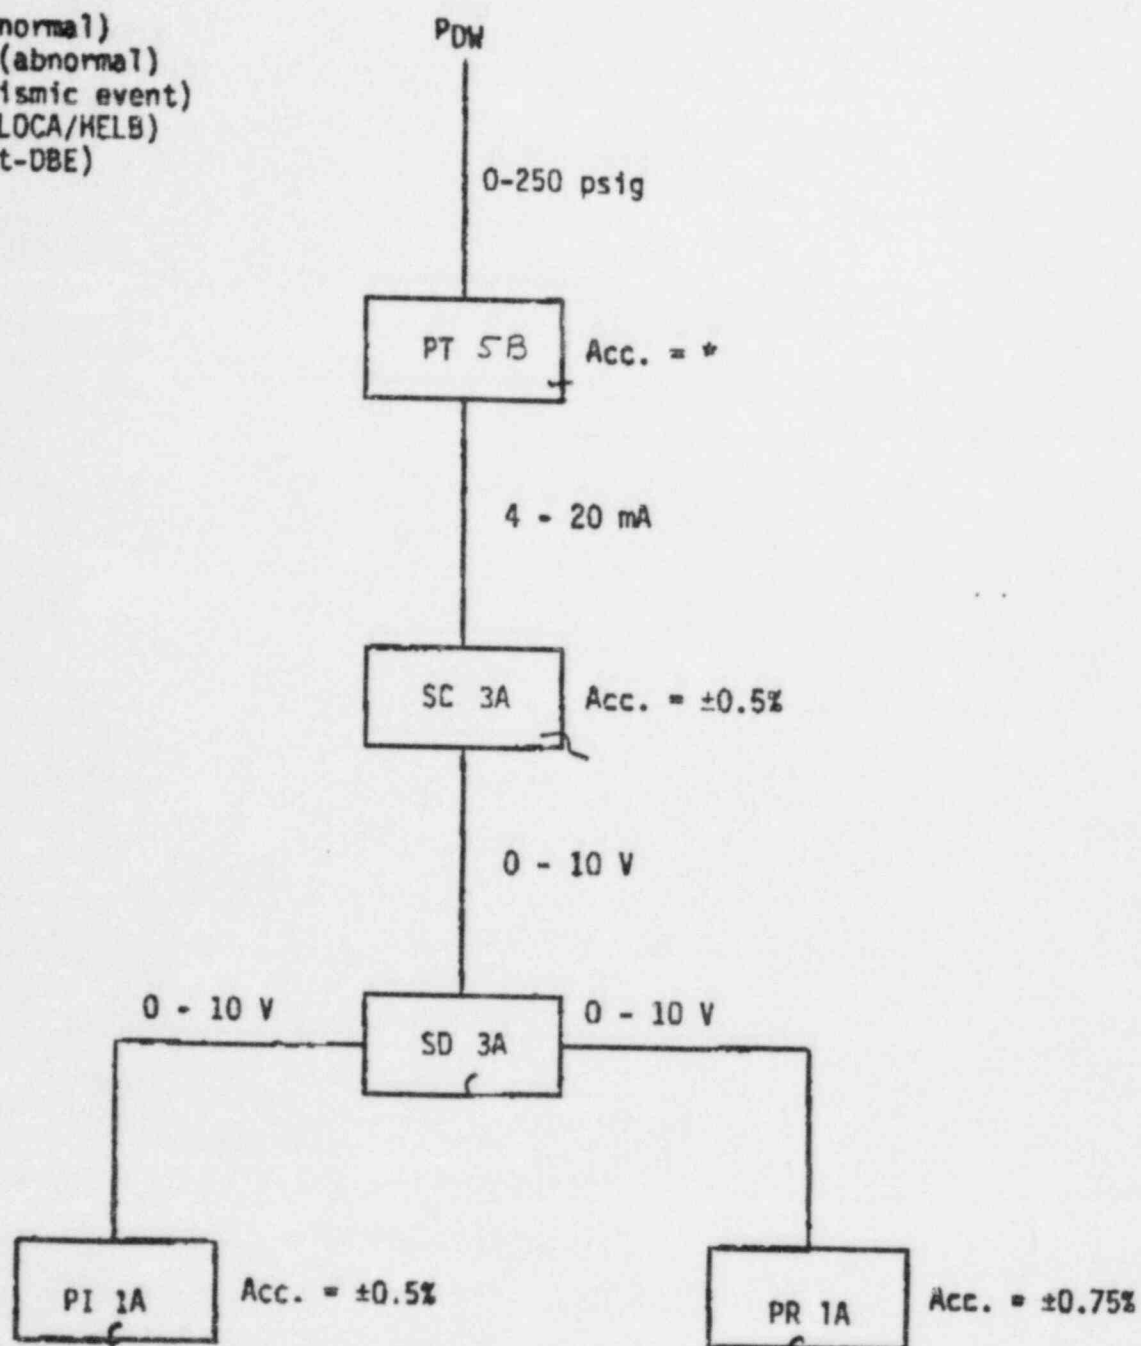 normal)
(abnormal)
ismic event)
LOCA/HELB)
t-DBE)
PDW
0-250 psig
PT 5B
Acc. = *
4 - 20 mA
SC 3A
Acc. = ±0.5%
0 - 10 V
0 - 10 V
SD 3A
0 - 10 V
PI 1A
Acc. = ±0.5%
PR 1A
Acc. = ±0.75%